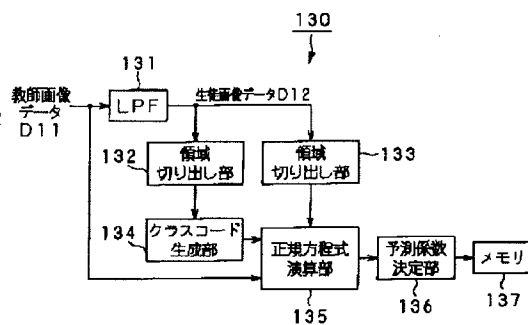 130
131
教師画像
データ
D11
LPF
生徒画像データD12
132
領域
切り出し部
領域
切り出し部
133
134
クラスコード
生成部
正規方程式
演算部
135
予測係数
決定部
136
メモリ
137